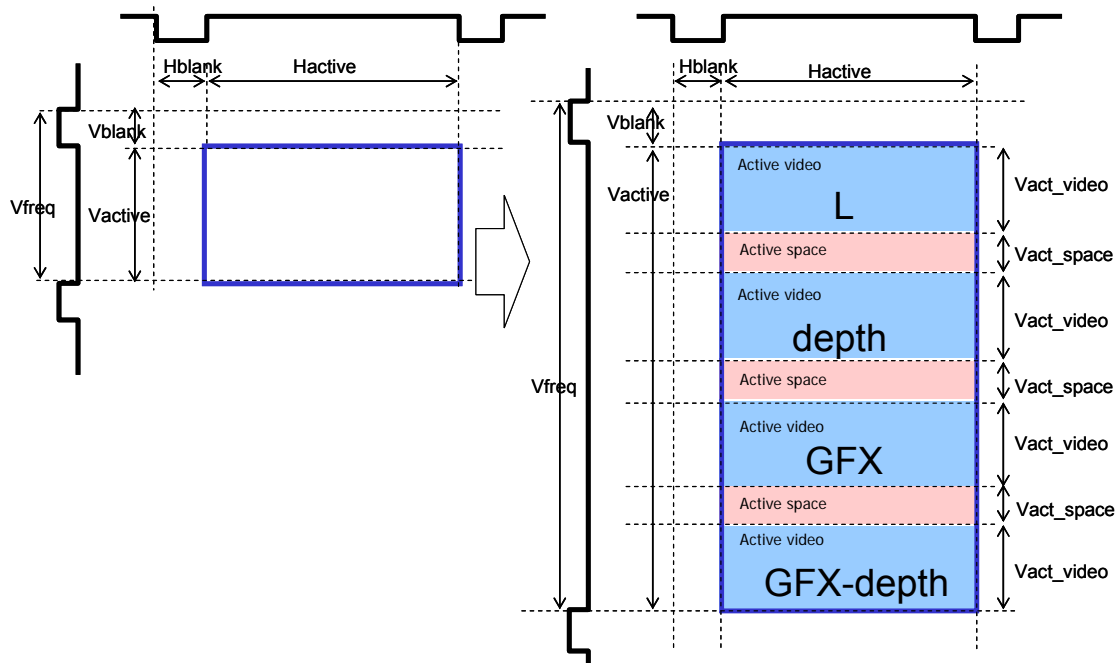 Hblank
Hactive
Vblank
Vfreq
Vactive
Hblank
Hactive
Vblank
Vactive
Vfreq
Active video
L
Vact_video
Active space
Vact_space
Active video
depth
Vact_video
Active space
Vact_space
Active video
GFX
Vact_video
Active space
Vact_space
Active video
GFX-depth
Vact_video